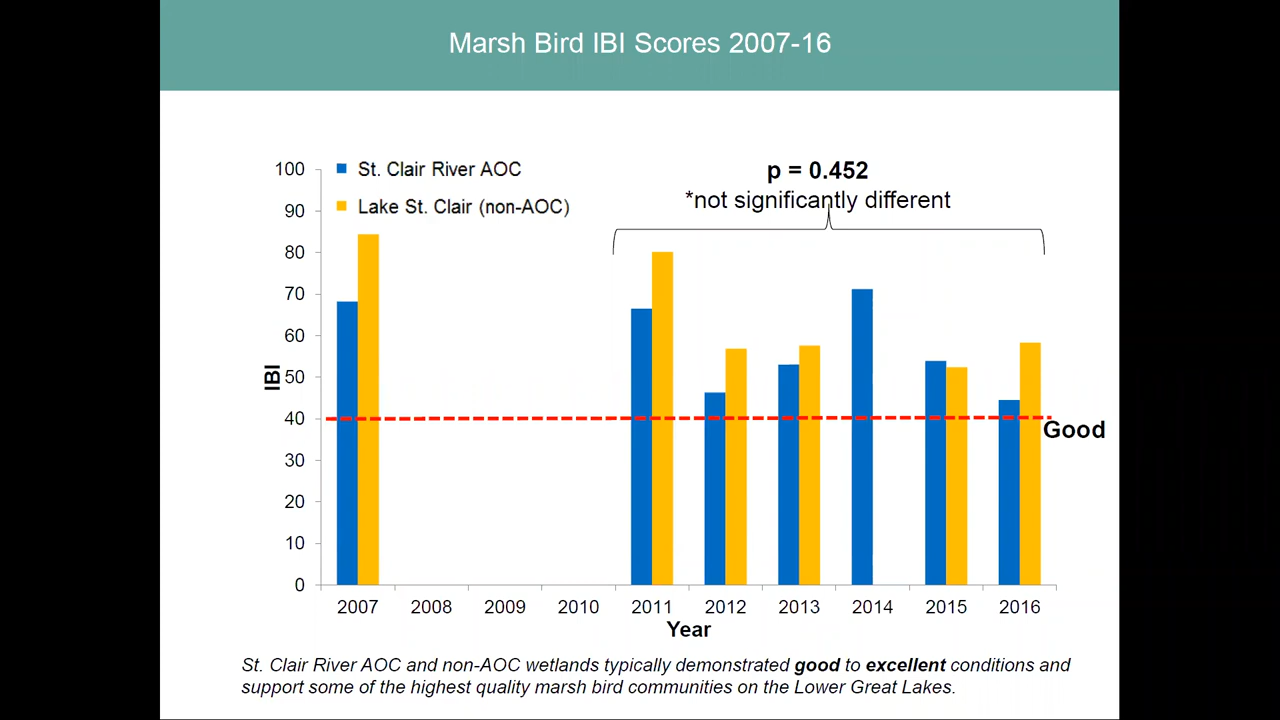 Marsh Bird IBI Scores 2007-16
100
90
80
70
60
50
40
30
20
10
0
IBI
St. Clair River AOC
Lake St. Clair (non-AOC)
p = 0.452
*not significantly different
Good
2007 2008 2009 2010 2011 2012 2013 2014 2015 2016
Year
St. Clair River AOC and non-AOC wetlands typically demonstrated good to excellent conditions and
support some of the highest quality marsh bird communities on the Lower Great Lakes.